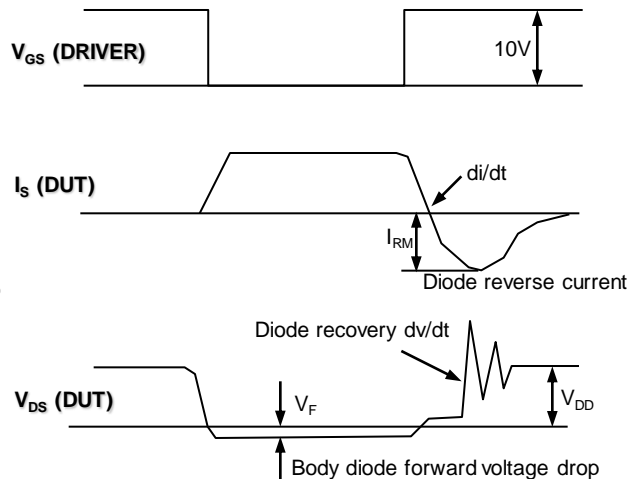 V_GS (DRIVER)
10V
I_S (DUT)
di/dt
I_RM
Diode reverse current
Diode recovery dv/dt
V_DS (DUT)
V_F
V_DD
Body diode forward voltage drop